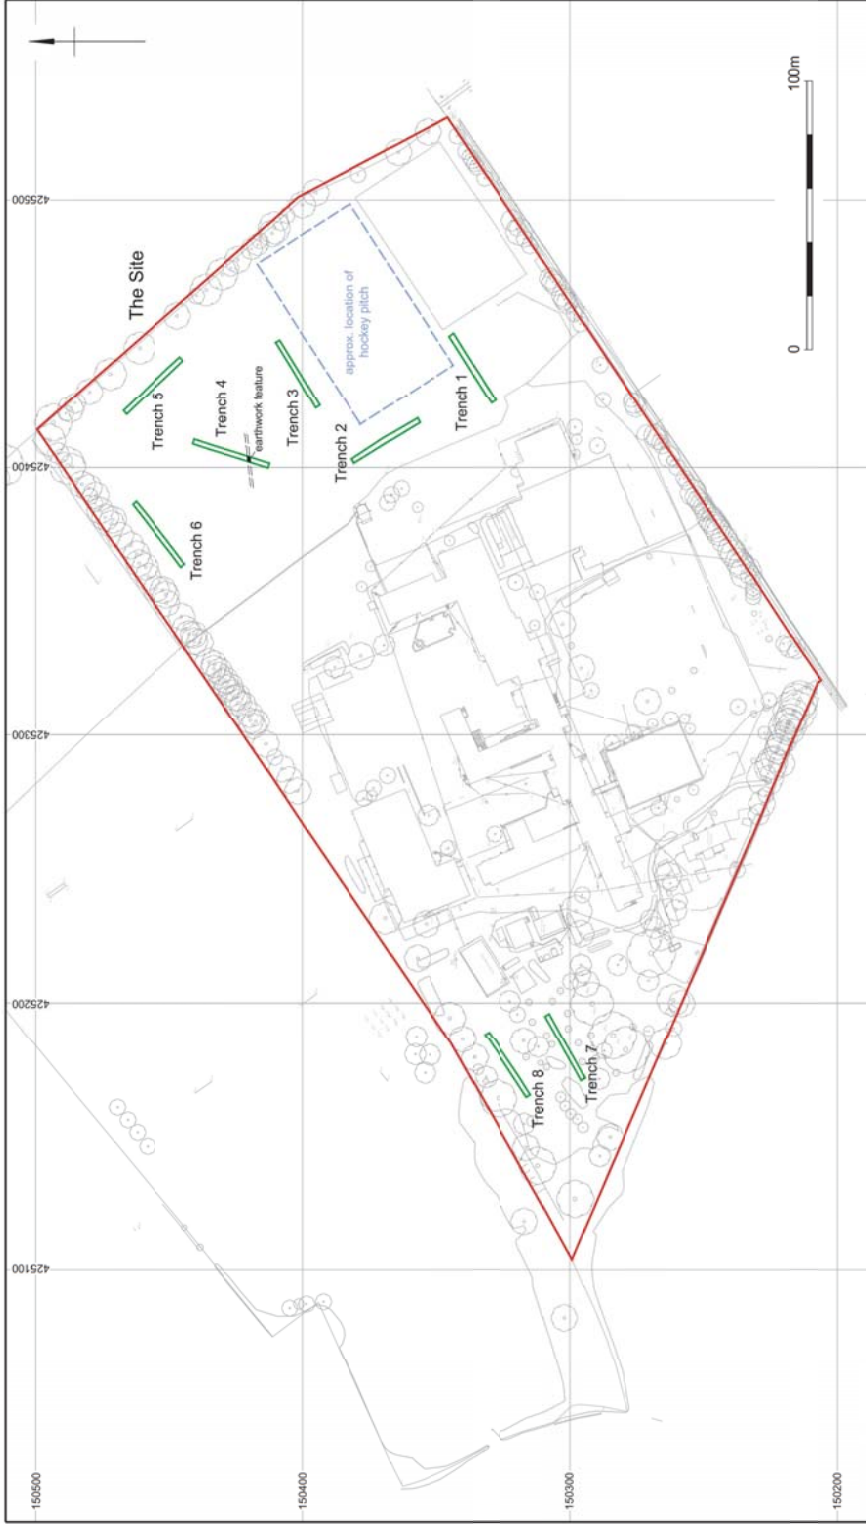 The Site
Trench 5
Trench 4
earthwork feature
Trench 3
Trench 2
Trench 1
Trench 6
approx. location of
hockey pitch
Trench 8
Trench 7
0
100m
425500
425400
425300
425200
425100
150500
150400
150300
150200